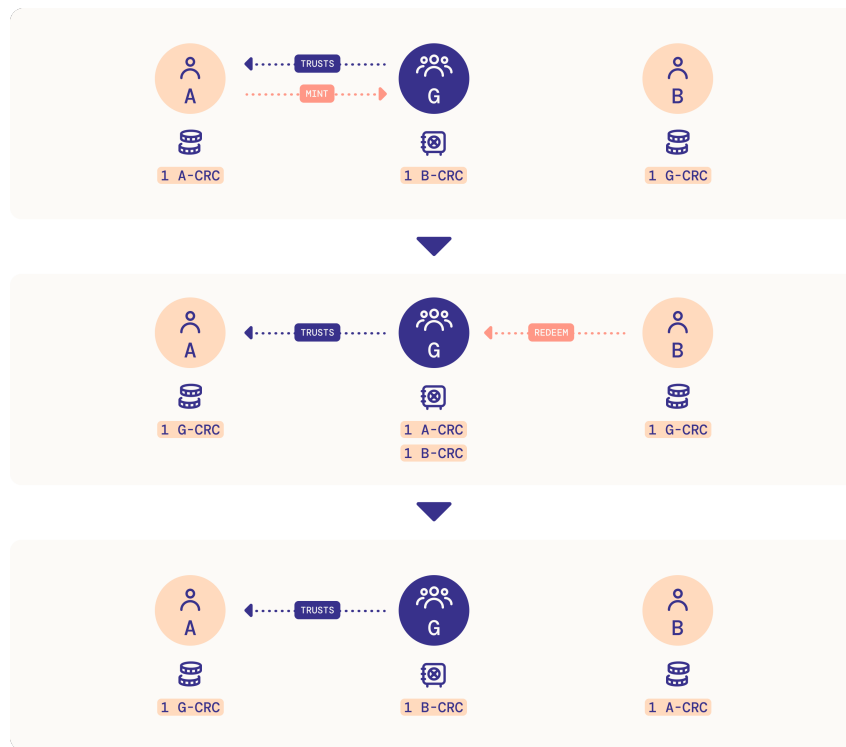 TRUSTS
MINT
A
G
B
1 A-CRC
1 B-CRC
1 G-CRC
TRUSTS
REDEEM
A
G
B
1 G-CRC
1 A-CRC
1 G-CRC
1 B-CRC
TRUSTS
A
G
B
1 G-CRC
1 B-CRC
1 A-CRC